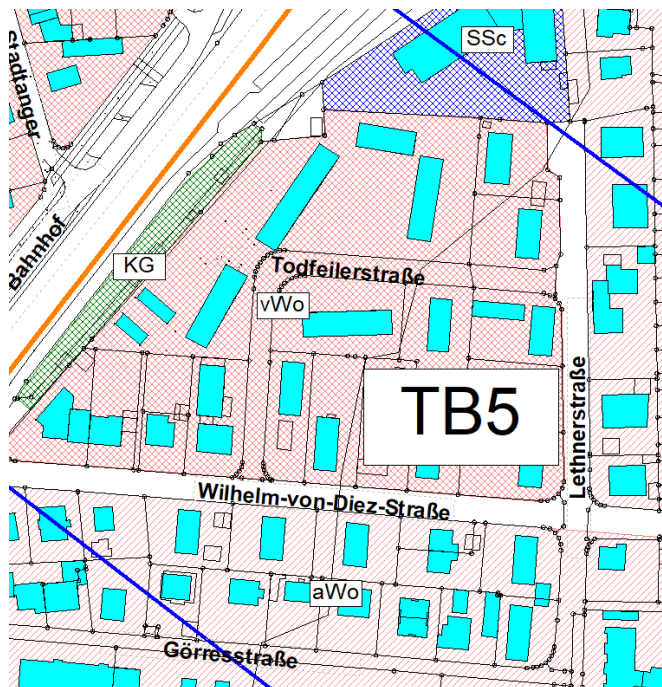 SSc
Stadtanger
Bahnhof
KG
Todfeilerstraße
vWo
TB5
Lethnerstraße
Wilhelm-von-Diez-Straße
aWo
Görresstraße